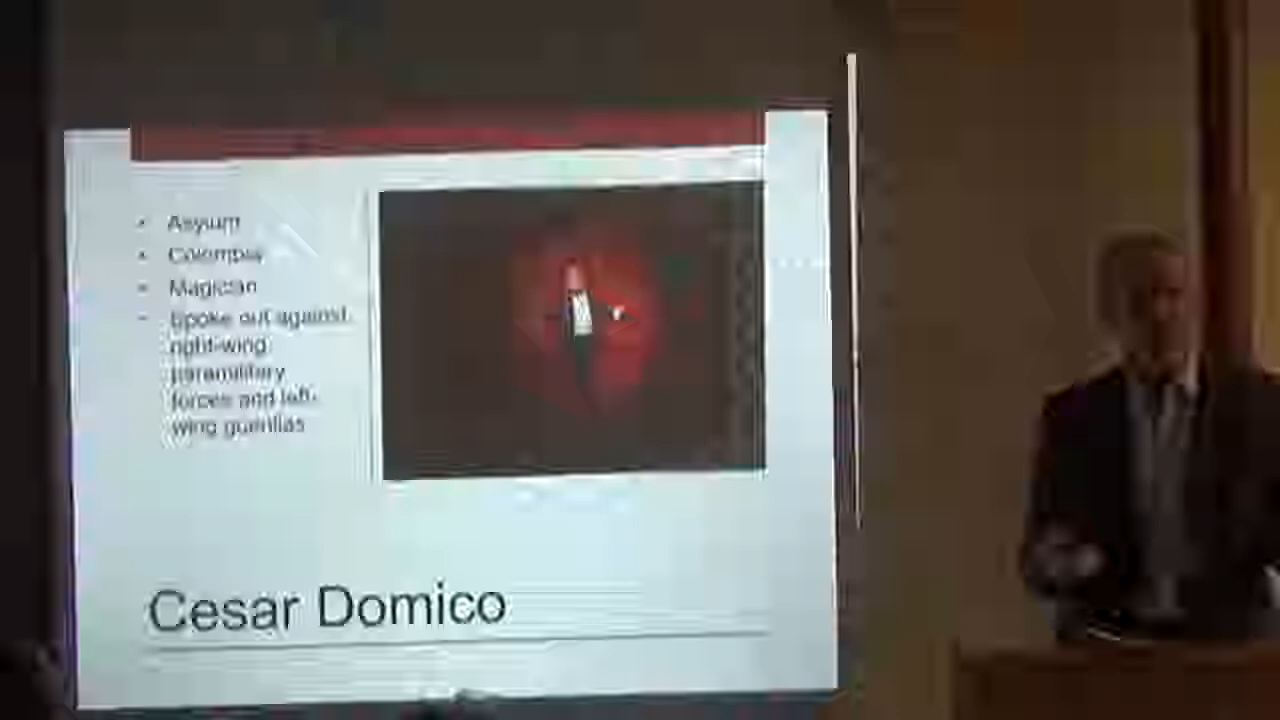 Asylum
Colombia
Magician
Spoke out against
right-wing
paramilitary
forces and left-
wing guerillas
Cesar Domico